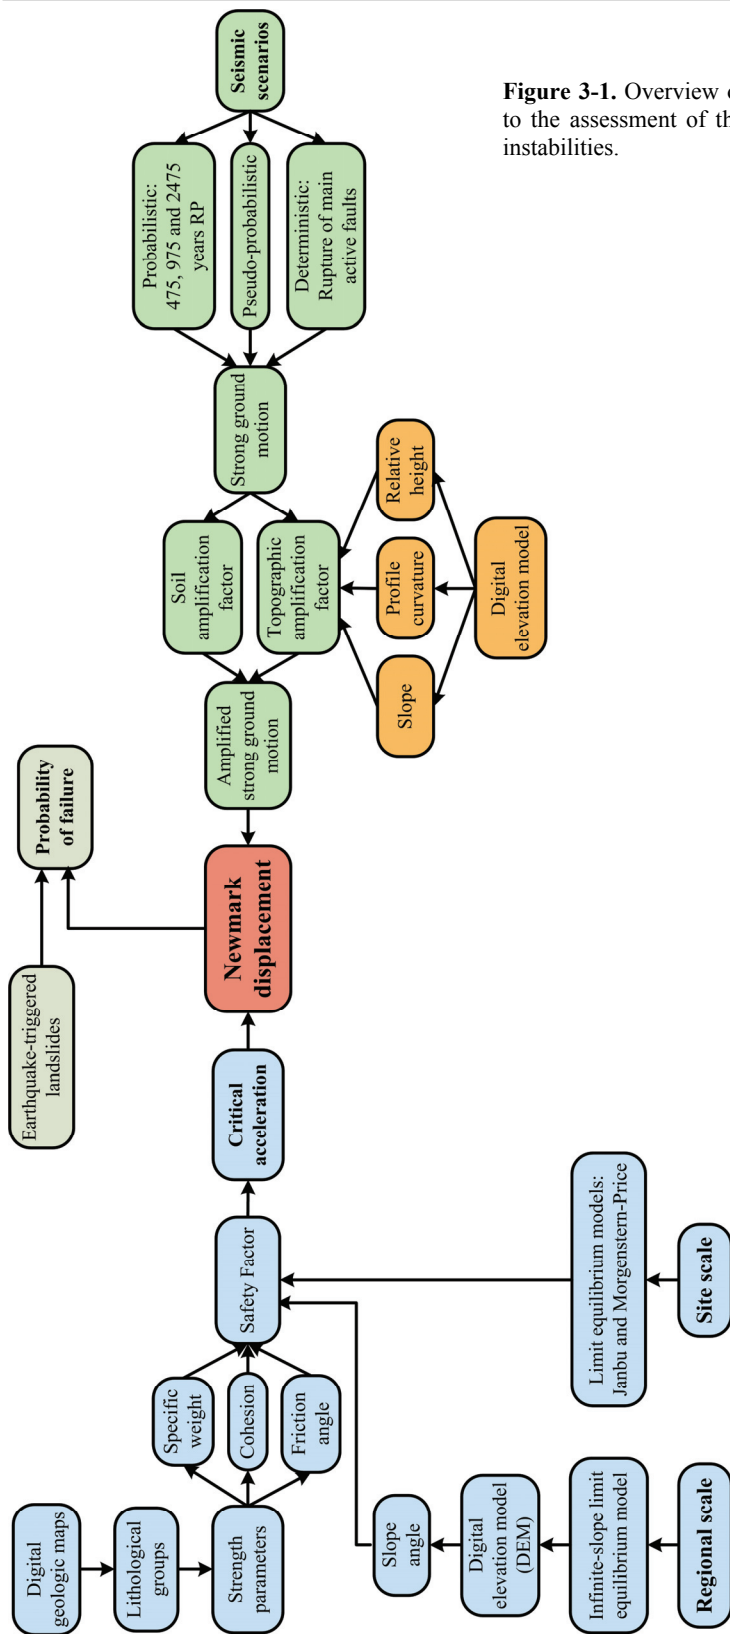 Figure 3-1. Overview
to the assessment of
instabilities.
Digital
geologic maps
Lithological
groups
Strength
parameters
Specific
weight
Cohesion
Friction
angle
Safety Factor
Critical
acceleration
Newmark
displacement
Earthquake-triggered
landslides
Probability
of failure
Regional scale
Infinite-slope limit
equilibrium model
Digital
elevation model
(DEM)
Slope
angle
Site scale
Limit equilibrium models:
Janbu and Morgenstern-Price
Amplified
strong ground
motion
Soil
amplification
factor
Topographic
amplification
factor
Strong ground
motion
Probabilistic:
475, 975 and 2475
years RP
Pseudo-probabilistic
Deterministic:
Rupture of main
active faults
Seismic
scenarios
Slope
Profile
curvature
Relative
height
Digital
elevation model